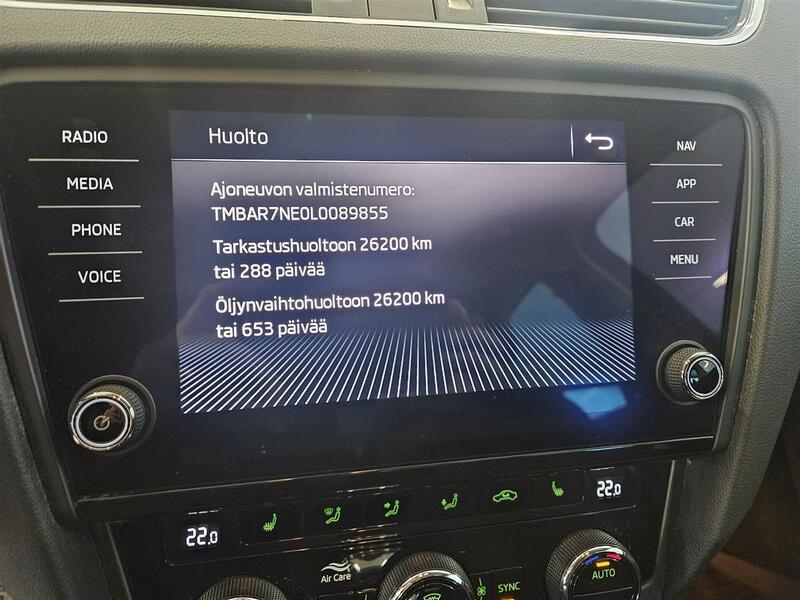 RADIO
MEDIA
PHONE
VOICE
Huolto
Ajoneuvon valmistenumero:
TMBAR7NE0L0089855
Tarkastushuoltoon 26200 km
tai 288 päivää
Öljynvaihtohuoltoon 26200 km
tai 653 päivää
NAV
APP
CAR
MENU
22.0
22.0
Air Care
SYNC
AUTO